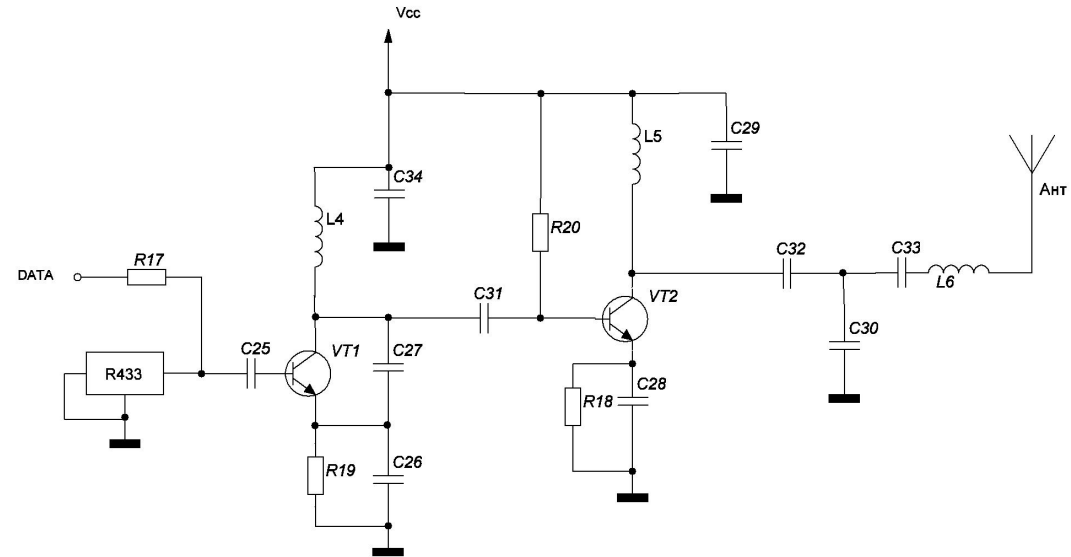 Vcc
C29
L5
C34
Ант
L4
R20
R17
DATA
C32
C33
L6
C31
VT2
C25
VT1
C27
C30
R433
R18
C28
R19
C26